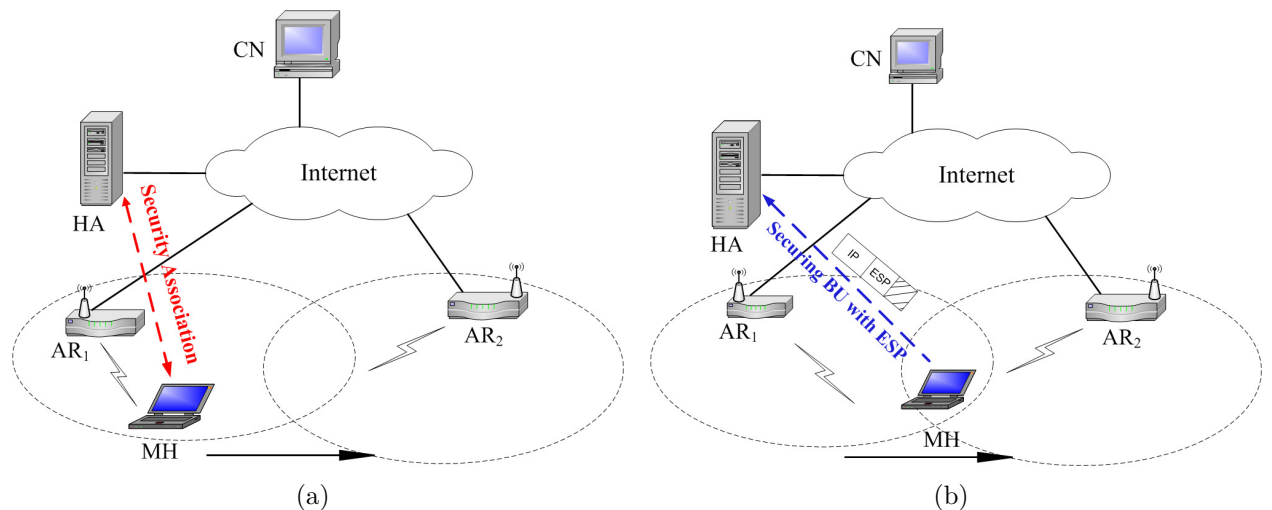 CN
Internet
HA
Security Association
AR₁
AR₂
MH
(a)
CN
Internet
HA
IP ESP
Securing BU with ESP
AR₁
AR₂
MH
(b)